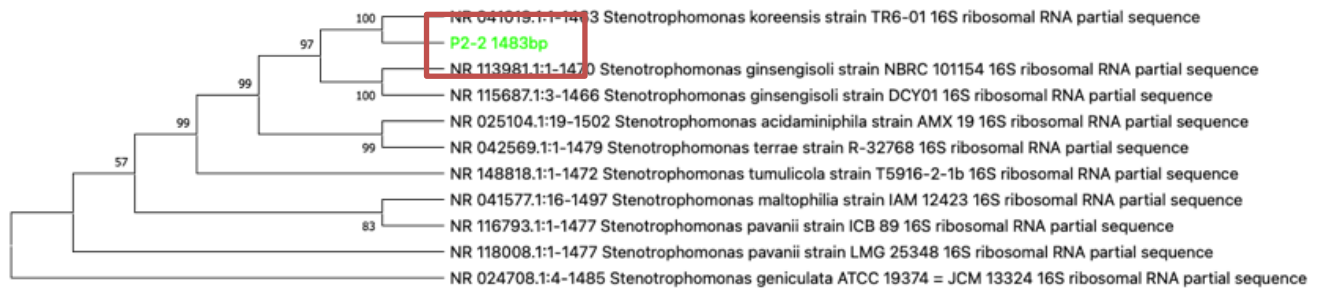 100
NR 041019.1:1-1463 Stenotrophomonas koreensis strain TR6-01 16S ribosomal RNA partial sequence
97
P2-2 1483bp
NR 113981.1:1-1470 Stenotrophomonas ginsengisoli strain NBRC 101154 16S ribosomal RNA partial sequence
99
100
NR 115687.1:3-1466 Stenotrophomonas ginsengisoli strain DCY01 16S ribosomal RNA partial sequence
99
NR 025104.1:19-1502 Stenotrophomonas acidaminiphila strain AMX 19 16S ribosomal RNA partial sequence
99
NR 042569.1:1-1479 Stenotrophomonas terrae strain R-32768 16S ribosomal RNA partial sequence
57
NR 148818.1:1-1472 Stenotrophomonas tumulicola strain T5916-2-1b 16S ribosomal RNA partial sequence
NR 041577.1:16-1497 Stenotrophomonas maltophilia strain IAM 12423 16S ribosomal RNA partial sequence
83
NR 116793.1:1-1477 Stenotrophomonas pavanii strain ICB 89 16S ribosomal RNA partial sequence
NR 118008.1:1-1477 Stenotrophomonas pavanii strain LMG 25348 16S ribosomal RNA partial sequence
NR 024708.1:4-1485 Stenotrophomonas geniculata ATCC 19374 = JCM 13324 16S ribosomal RNA partial sequence